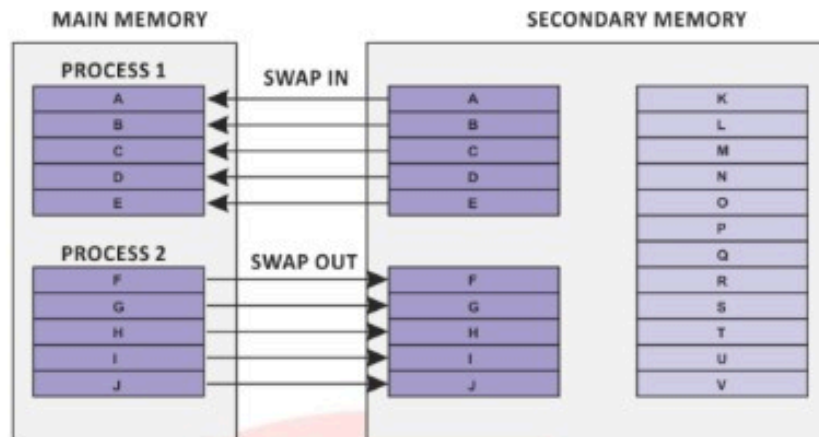 MAIN MEMORY
SECONDARY MEMORY
PROCESS 1
SWAP IN
A
B
C
D
E
PROCESS 2
SWAP OUT
F
G
H
I
J
A
B
C
D
E
F
G
H
I
J
K
L
M
N
O
P
Q
R
S
T
U
V